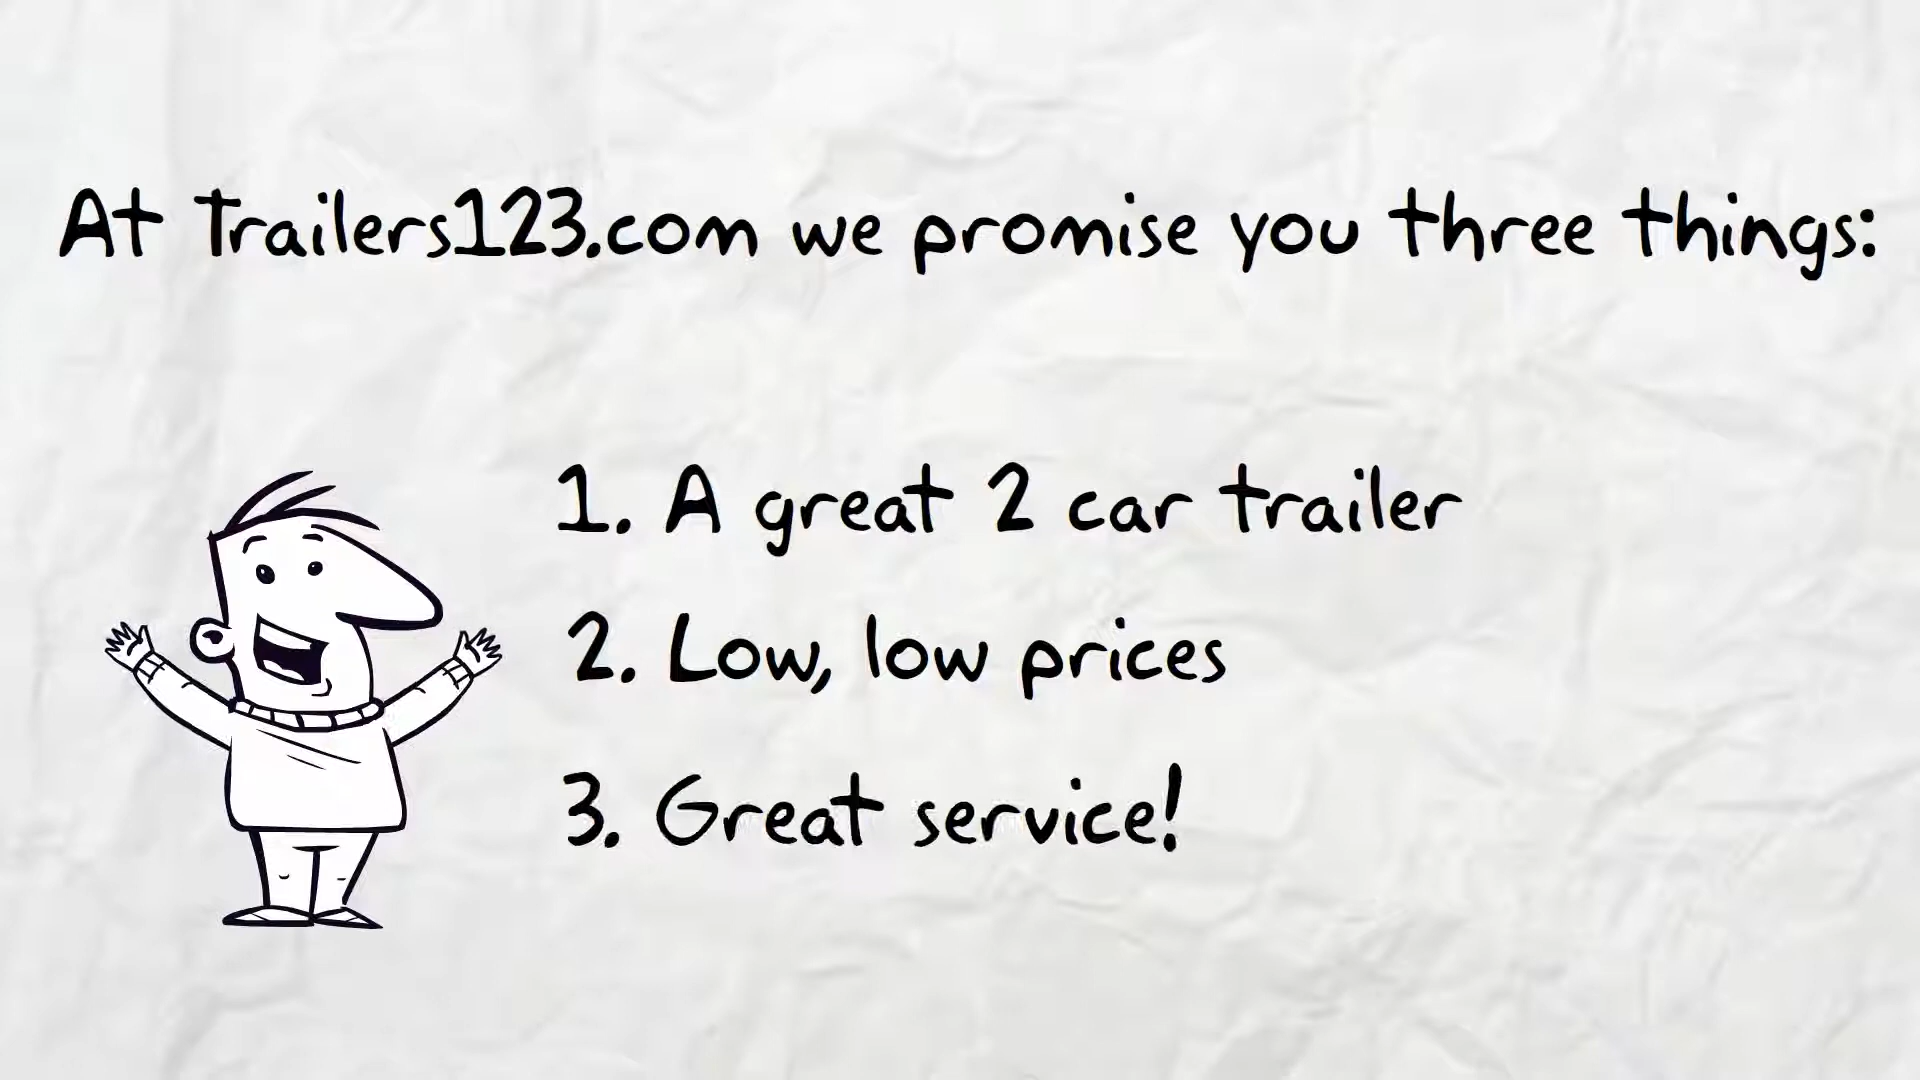 At Trailers123.com we promise you three things:
1. A great 2 car trailer
2. Low, low prices
3. Great service!